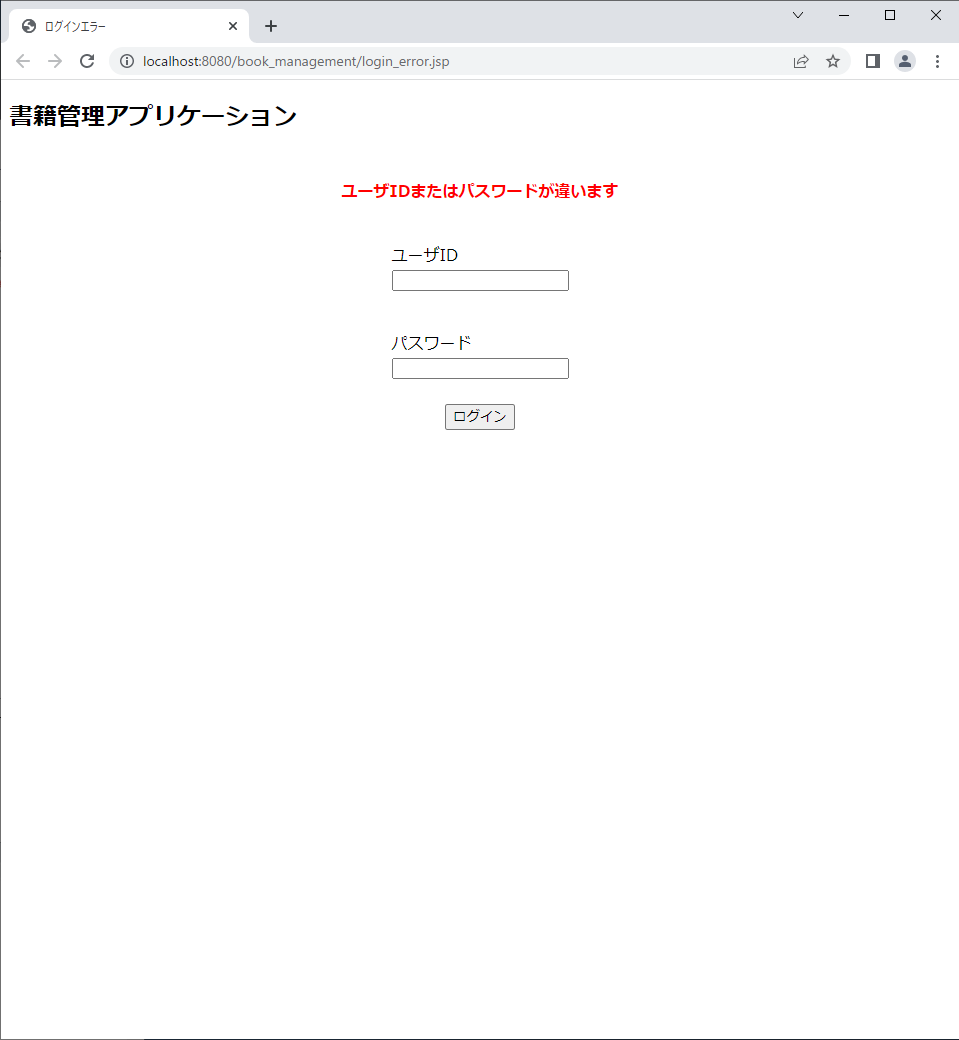 ログインエラー
localhost:8080/book_management/login_error.jsp
書籍管理アプリケーション
ユーザIDまたはパスワードが違います
ユーザID
パスワード
ログイン